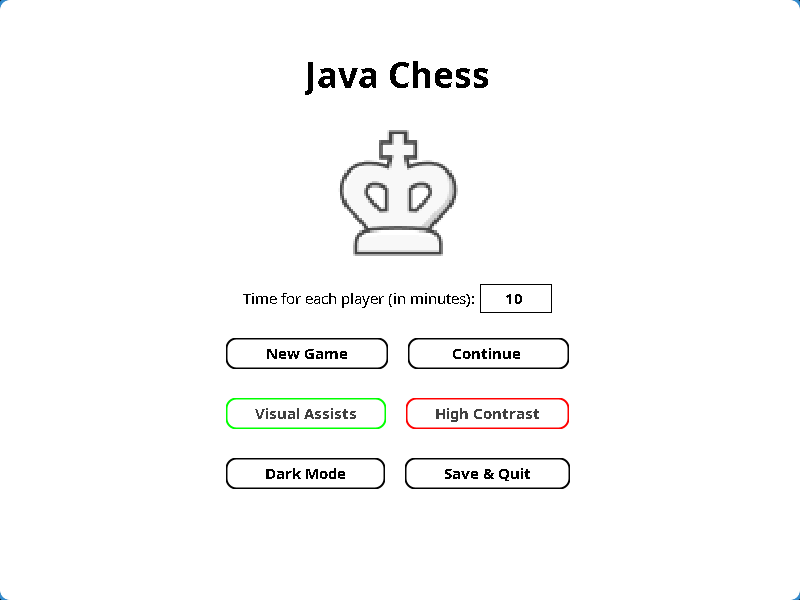 Java Chess
Time for each player (in minutes): 10
New Game Continue
Visual Assists High Contrast
Dark Mode Save & Quit